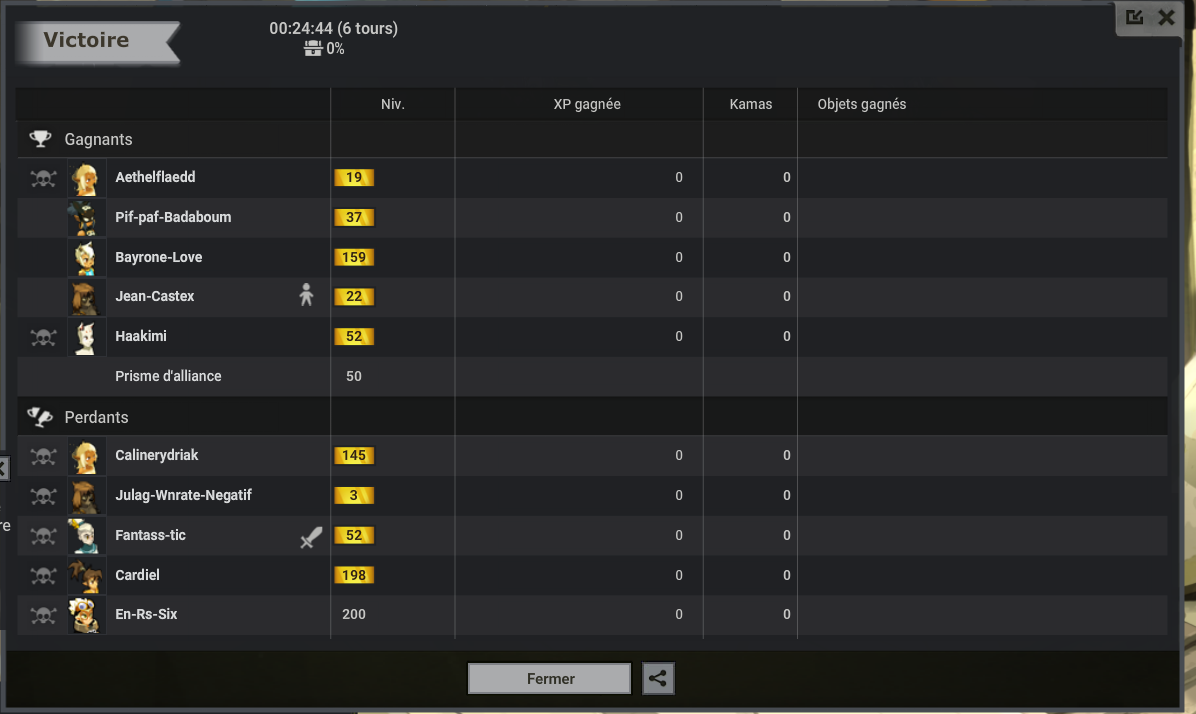 Victoire
00:24:44 (6 tours)
0%
Niv. XP gagnée Kamas Objets gagnés
Gagnants
Aethelflaedd 19 0 0
Pif-paf-Badaboum 37 0 0
Bayrone-Love 159 0 0
Jean-Castex 22 0 0
Haakimi 52 0 0
Prisme d'alliance 50
Perdants
Calinerydriak 145 0 0
Julag-Wnrate-Negatif 3 0 0
re
Fantass-tic 52 0 0
Cardiel 198 0 0
En-Rs-Six 200 0 0
Fermer